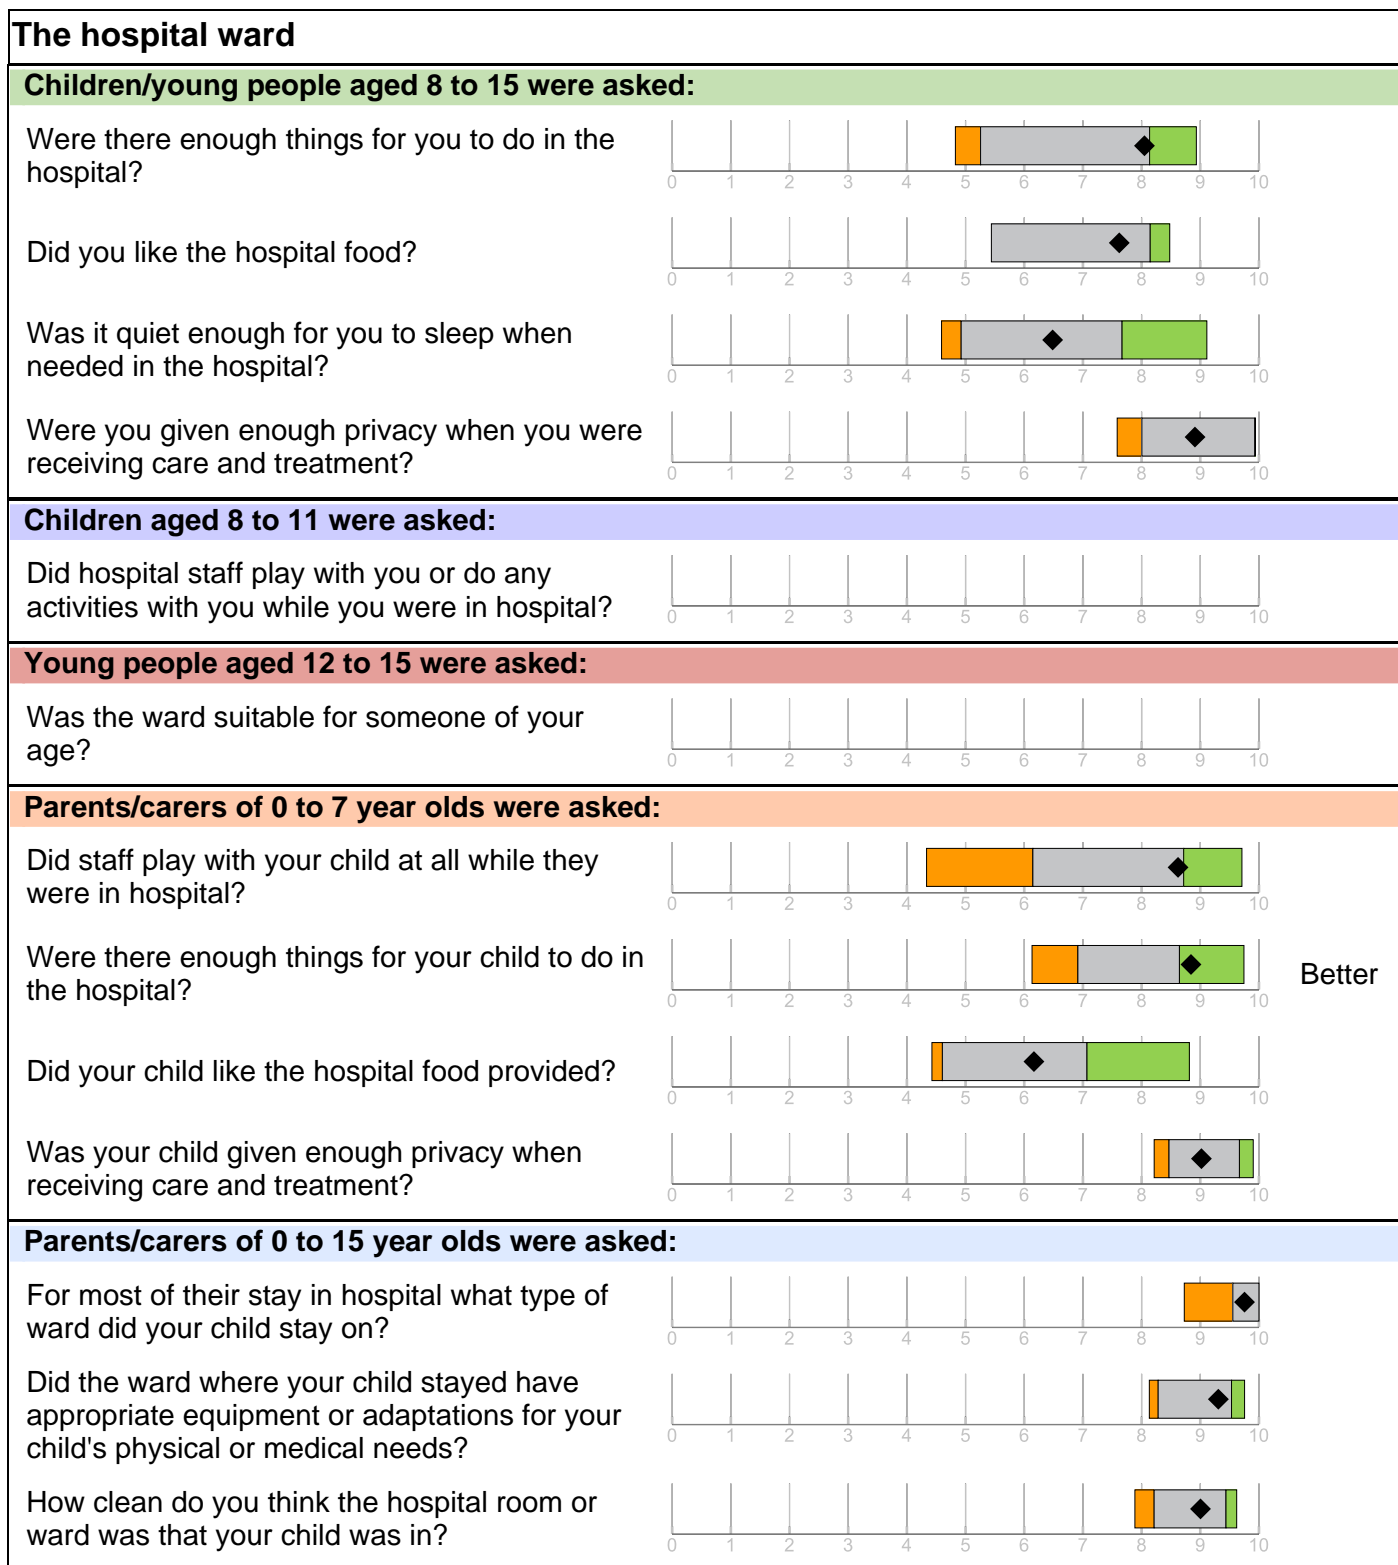 The hospital ward
Children/young people aged 8 to 15 were asked:
Were there enough things for you to do in the
hospital?
0 1 2 3 4 5 6 7 8 9 10
Did you like the hospital food?
0 1 2 3 4 5 6 7 8 9 10
Was it quiet enough for you to sleep when
needed in the hospital?
0 1 2 3 4 5 6 7 8 9 10
Were you given enough privacy when you were
receiving care and treatment?
0 1 2 3 4 5 6 7 8 9 10
Children aged 8 to 11 were asked:
Did hospital staff play with you or do any
activities with you while you were in hospital?
0 1 2 3 4 5 6 7 8 9 10
Young people aged 12 to 15 were asked:
Was the ward suitable for someone of your
age?
0 1 2 3 4 5 6 7 8 9 10
Parents/carers of 0 to 7 year olds were asked:
Did staff play with your child at all while they
were in hospital?
0 1 2 3 4 5 6 7 8 9 10
Were there enough things for your child to do in
the hospital?
0 1 2 3 4 5 6 7 8 9 10
Better
Did your child like the hospital food provided?
0 1 2 3 4 5 6 7 8 9 10
Was your child given enough privacy when
receiving care and treatment?
0 1 2 3 4 5 6 7 8 9 10
Parents/carers of 0 to 15 year olds were asked:
For most of their stay in hospital what type of
ward did your child stay on?
0 1 2 3 4 5 6 7 8 9 10
Did the ward where your child stayed have
appropriate equipment or adaptations for your
child's physical or medical needs?
0 1 2 3 4 5 6 7 8 9 10
How clean do you think the hospital room or
ward was that your child was in?
0 1 2 3 4 5 6 7 8 9 10